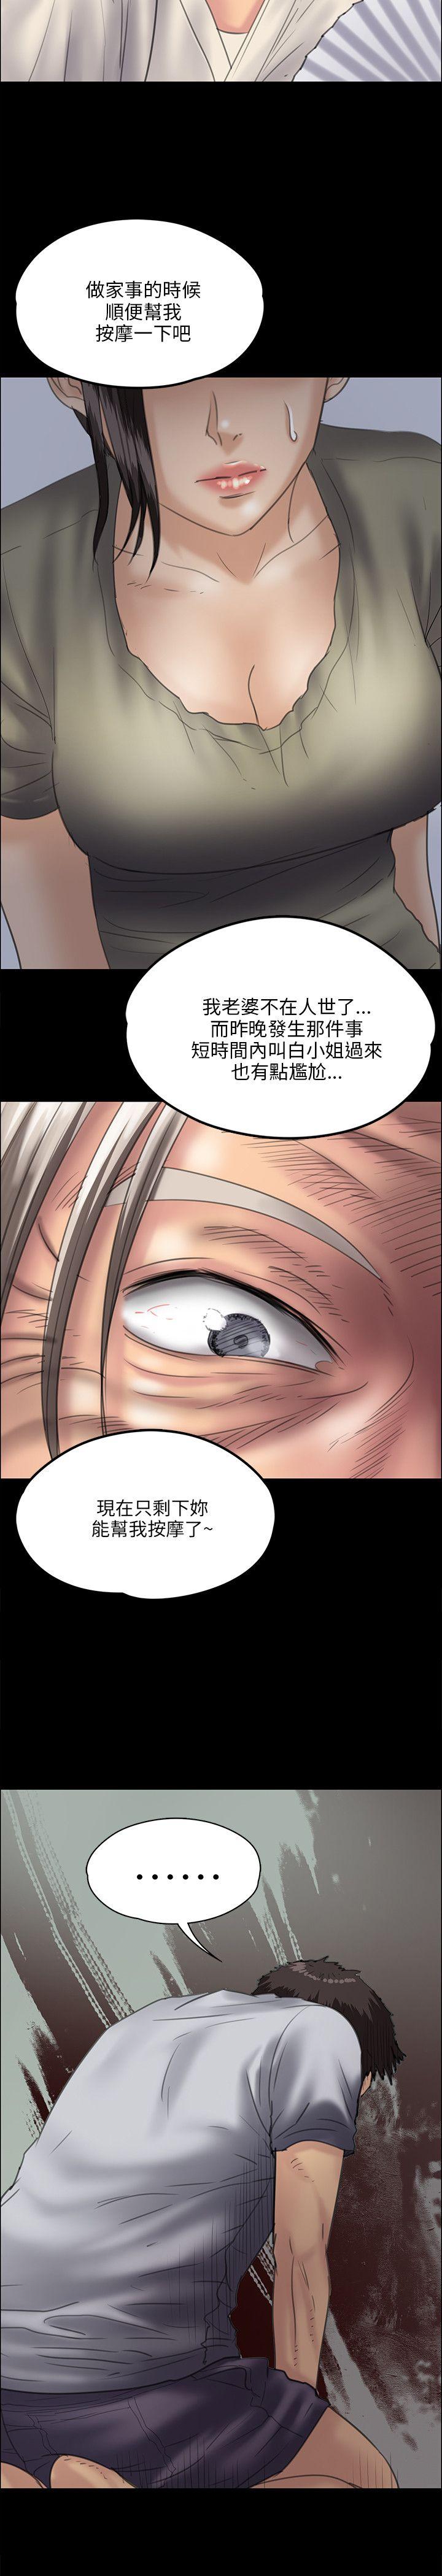 做家事的時候
順便幫我
按摩一下吧
我老婆不在人世了...
而昨晚發生那件事
短時間內叫白小姐過來
也有點尷尬...
現在只剩下妳
能幫我按摩了~
......